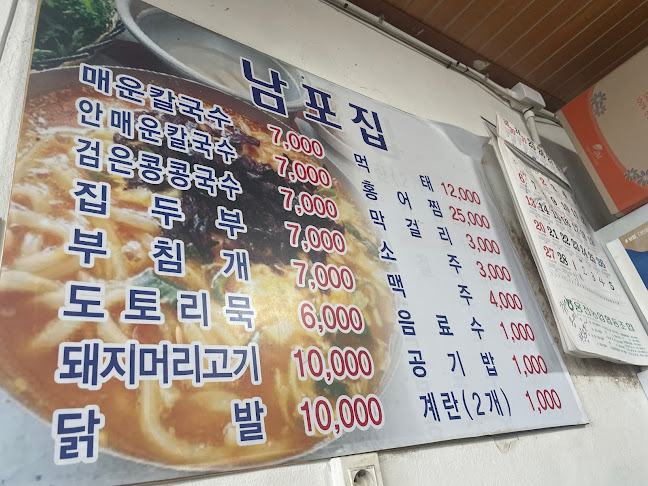 남포집
매운칼국수 7,000
안매운칼국수 7,000
검은콩콩국수 7,000
집두부 7,000
부침개 7,000
도토리묵 6,000
돼지머리고기 10,000
닭발 10,000
먹태 12,000
홍어찜 25,000
막걸리 3,000
소주 3,000
맥주 4,000
음료수 1,000
공기밥 1,000
계란(2개) 1,000